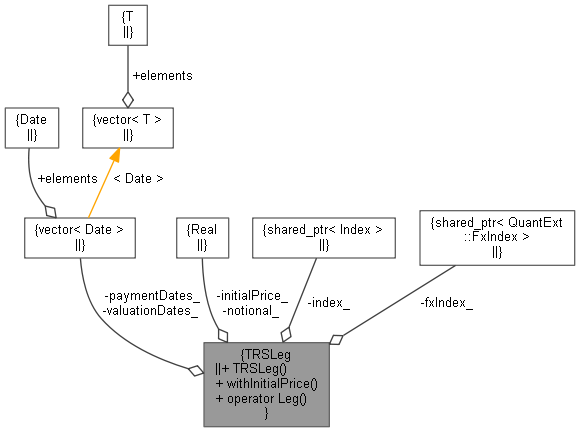 {T
||}
+elements
{Date
||}
{vector< T >
||}
+elements
< Date >
{vector< Date >
||}
{Real
||}
{shared_ptr< Index >
||}
{shared_ptr< QuantExt
::FxIndex >
||}
-paymentDates_
-valuationDates_
-initialPrice_
-notional_
-index_
-fxIndex_
{TRSLeg
||+ TRSLeg()
+ withInitialPrice()
+ operator Leg()
}